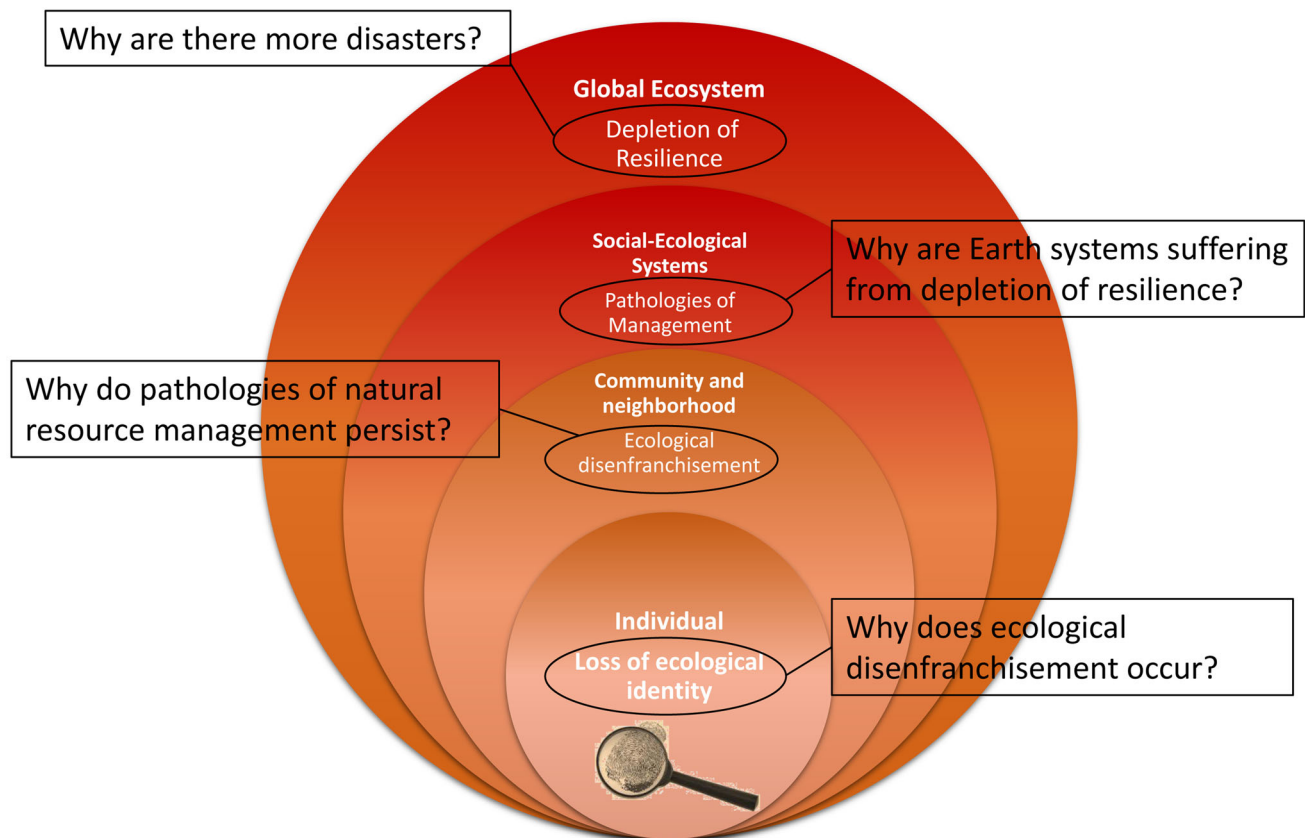 Why are there more disasters?
Global Ecosystem
Depletion of
Resilience
Social-Ecological
Systems
Pathologies of
Management
Why are Earth systems suffering
from depletion of resilience?
Why do pathologies of natural
resource management persist?
Community and
neighborhood
Ecological
disenfranchisement
Individual
Loss of ecological
identity
Why does ecological
disenfranchisement occur?